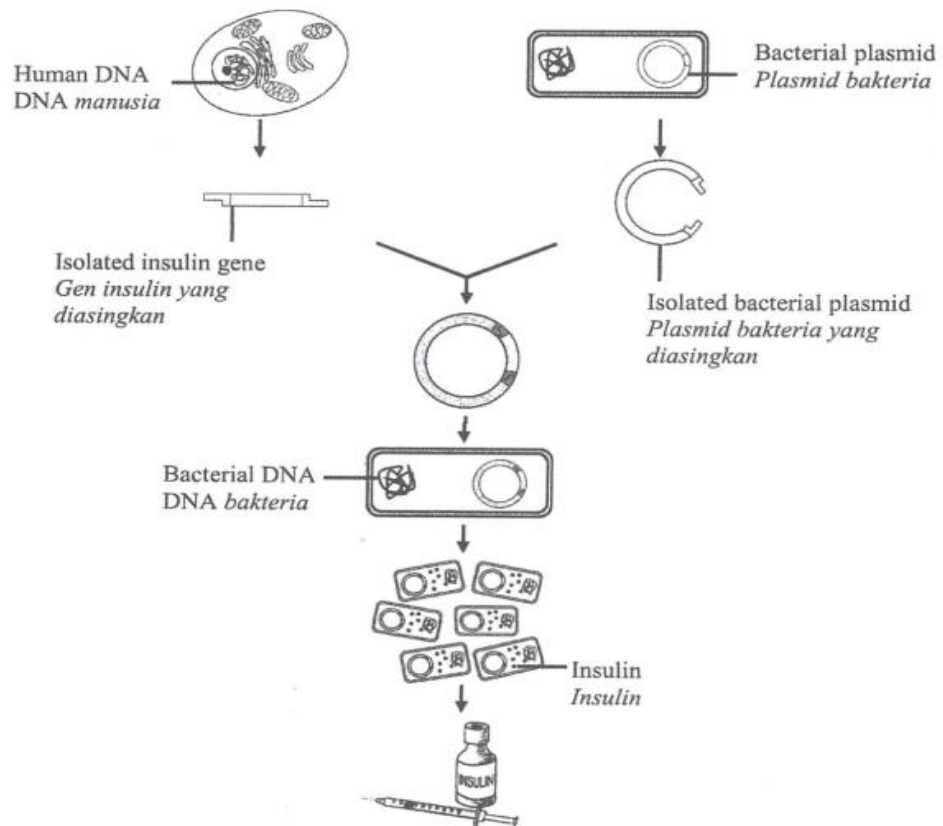 Human DNA
DNA manusia
Bacterial plasmid
Plasmid bakteria
Isolated insulin gene
Gen insulin yang
diasingkan
Isolated bacterial plasmid
Plasmid bakteria yang
diasingkan
Bacterial DNA
DNA bakteria
Insulin
Insulin
INSULIN